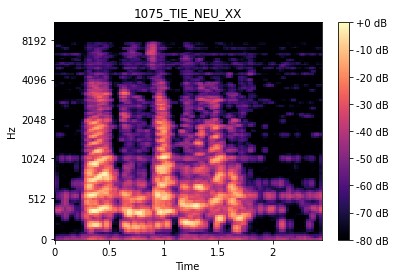 1075_TIE_NEU_XX
8192
4096
2048
1024
512
0
Hz
0
0.5
1
1.5
2
Time
+0 dB
-10 dB
-20 dB
-30 dB
-40 dB
-50 dB
-60 dB
-70 dB
-80 dB